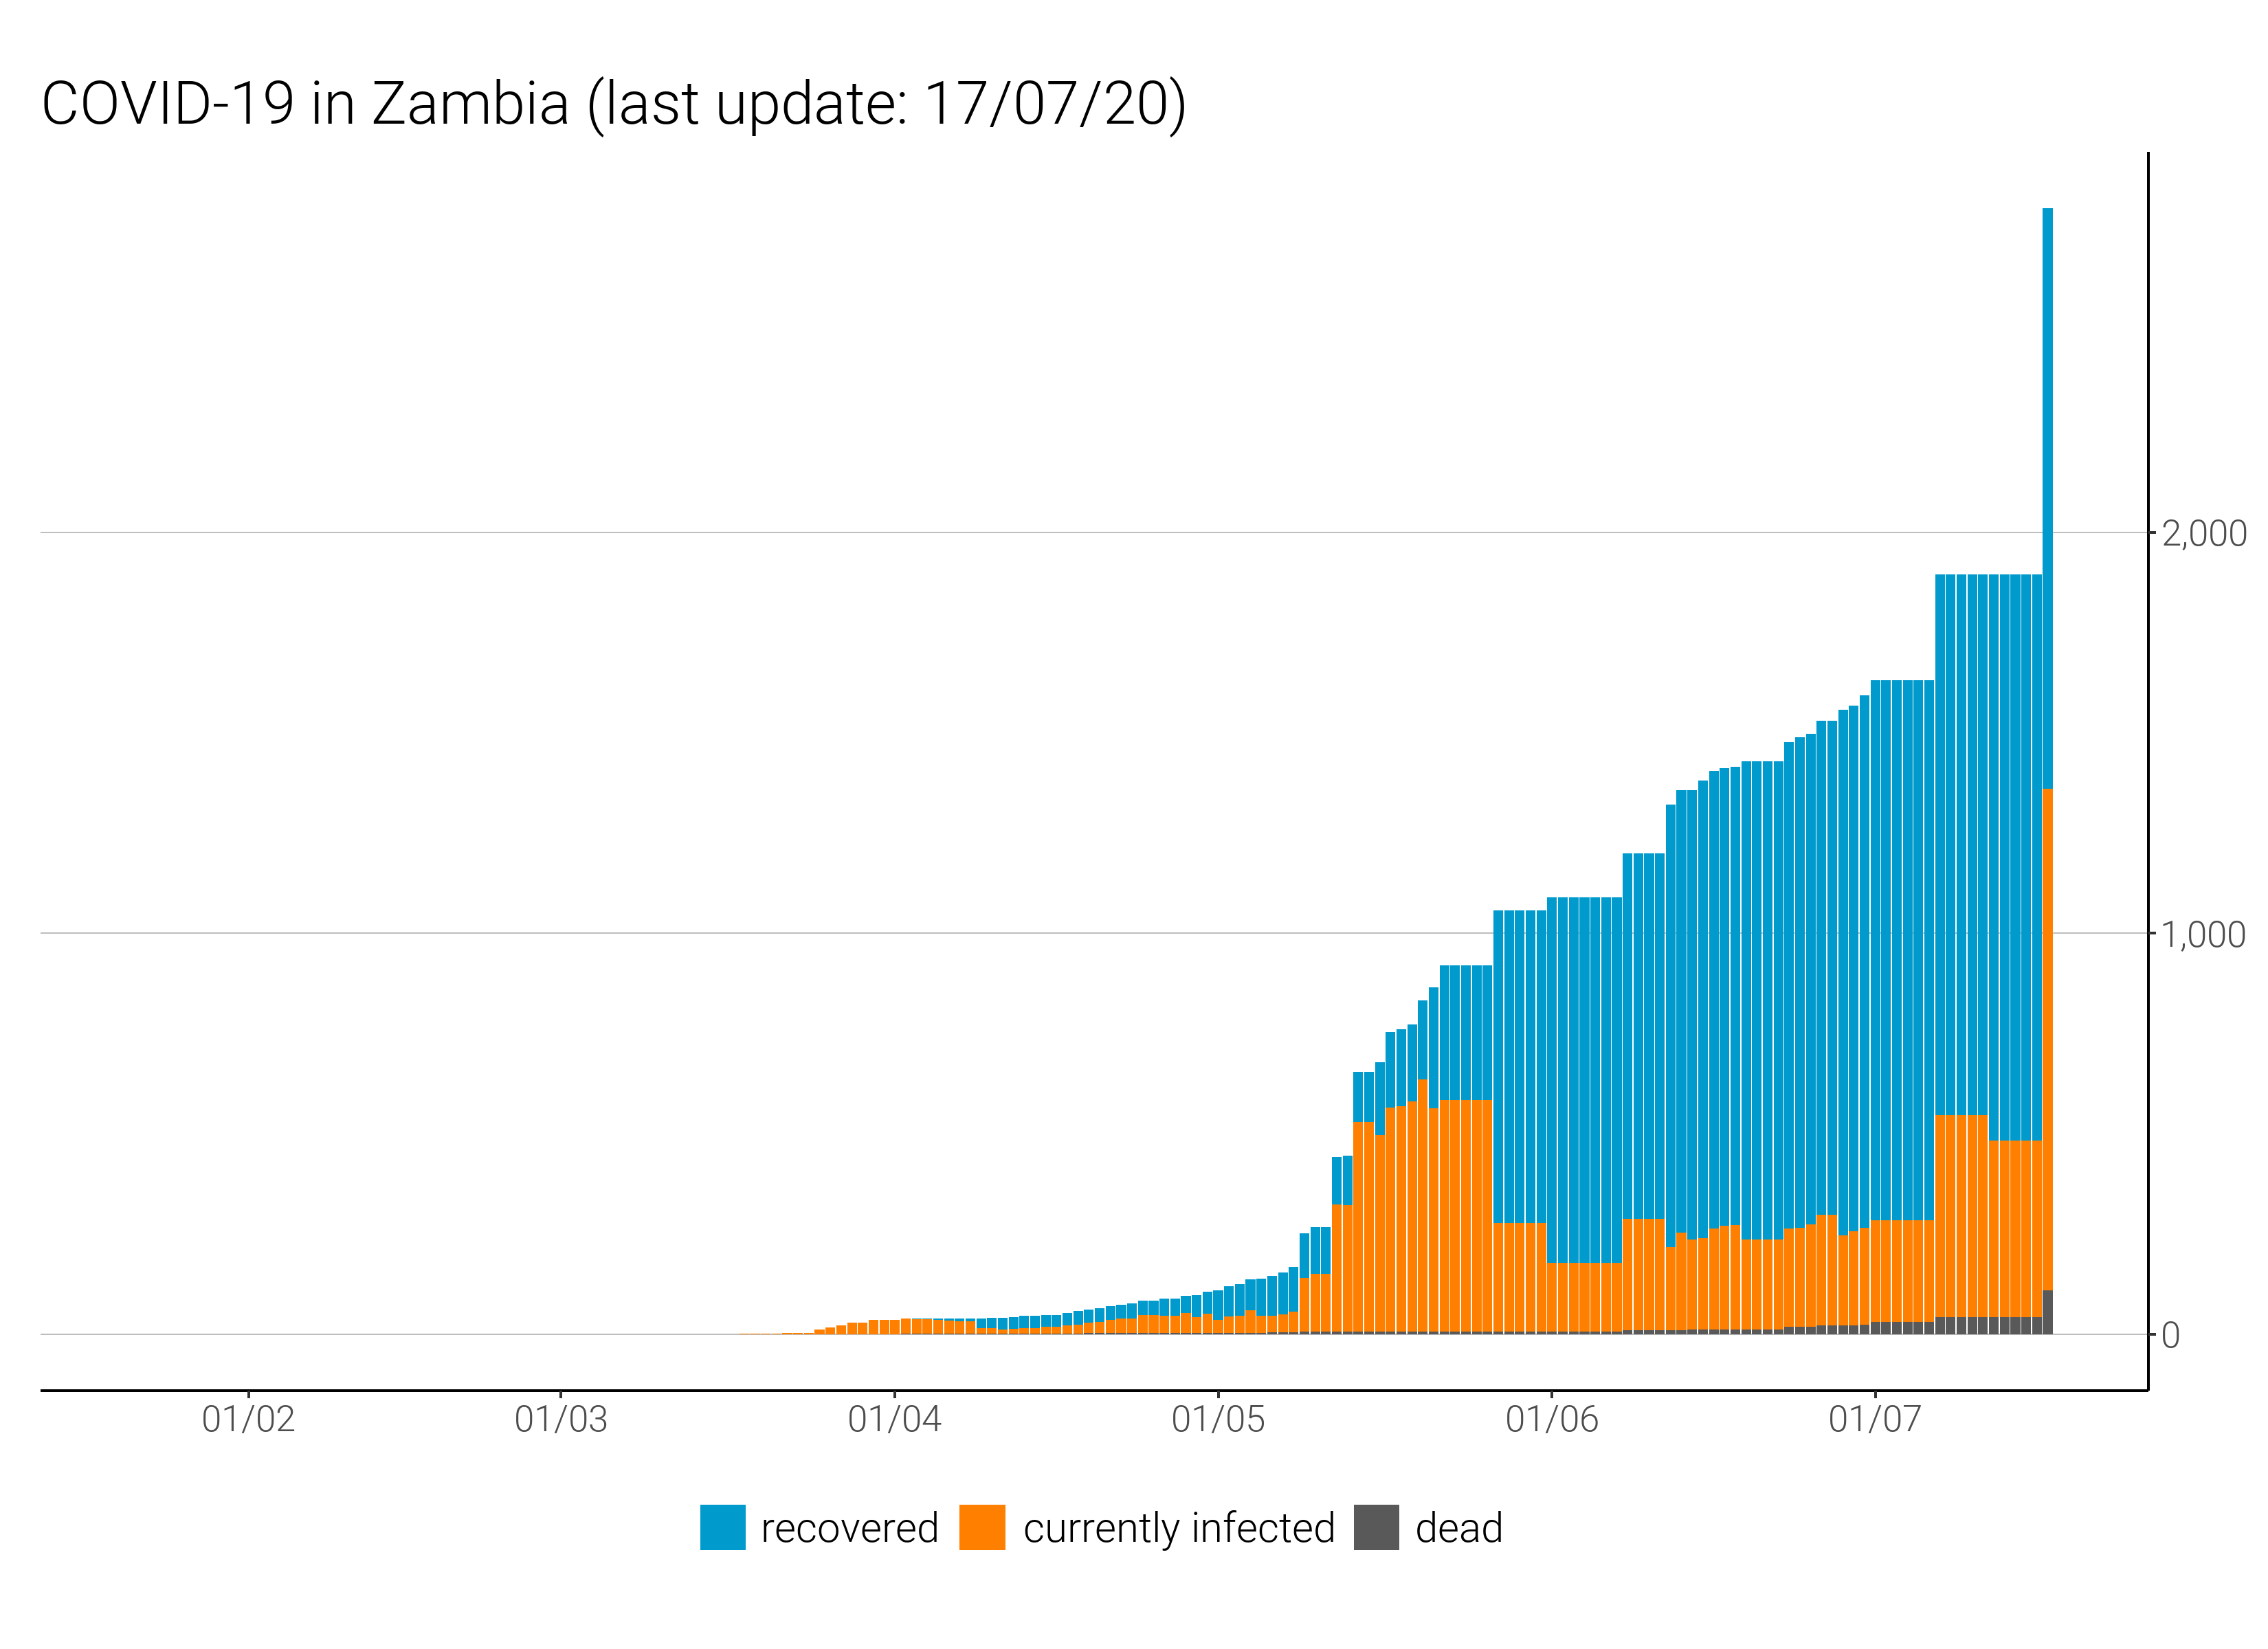 COVID-19 in Zambia (last update: 17/07/20)
2,000
1,000
0
01/02 01/03 01/04 01/05 01/06 01/07
recovered currently infected dead